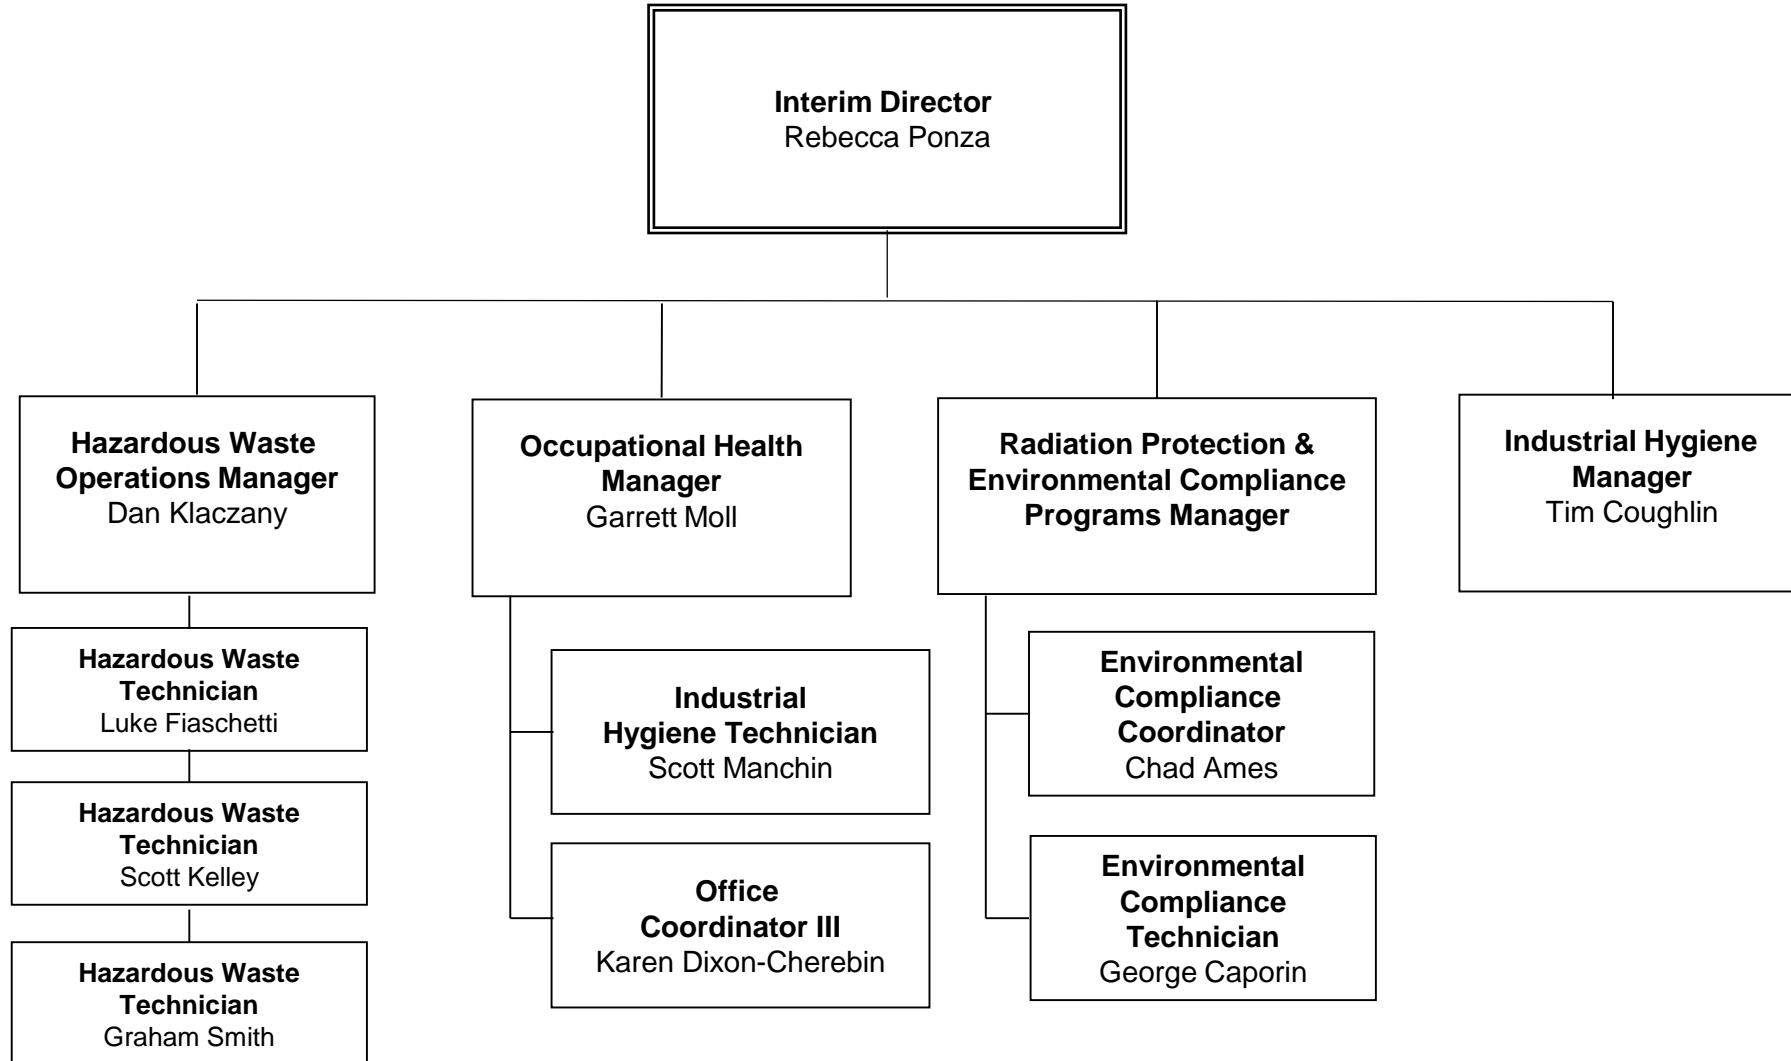 Interim Director
Rebecca Ponza
Hazardous Waste
Operations Manager
Dan Klaczany
Occupational Health
Manager
Garrett Moll
Radiation Protection &
Environmental Compliance
Programs Manager
Industrial Hygiene
Manager
Tim Coughlin
Hazardous Waste
Technician
Luke Fiaschetti
Hazardous Waste
Technician
Scott Kelley
Hazardous Waste
Technician
Graham Smith
Industrial
Hygiene Technician
Scott Manchin
Office
Coordinator III
Karen Dixon-Cherebin
Environmental
Compliance
Coordinator
Chad Ames
Environmental
Compliance
Technician
George Caporin